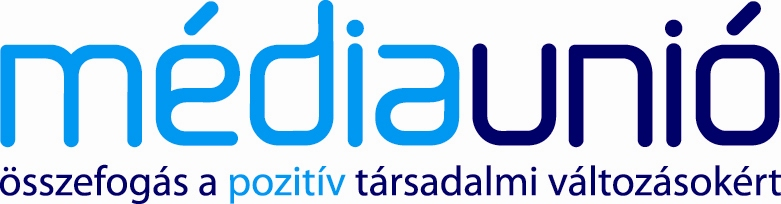 médiaunió
összefogás a pozitív társadalmi változásokért